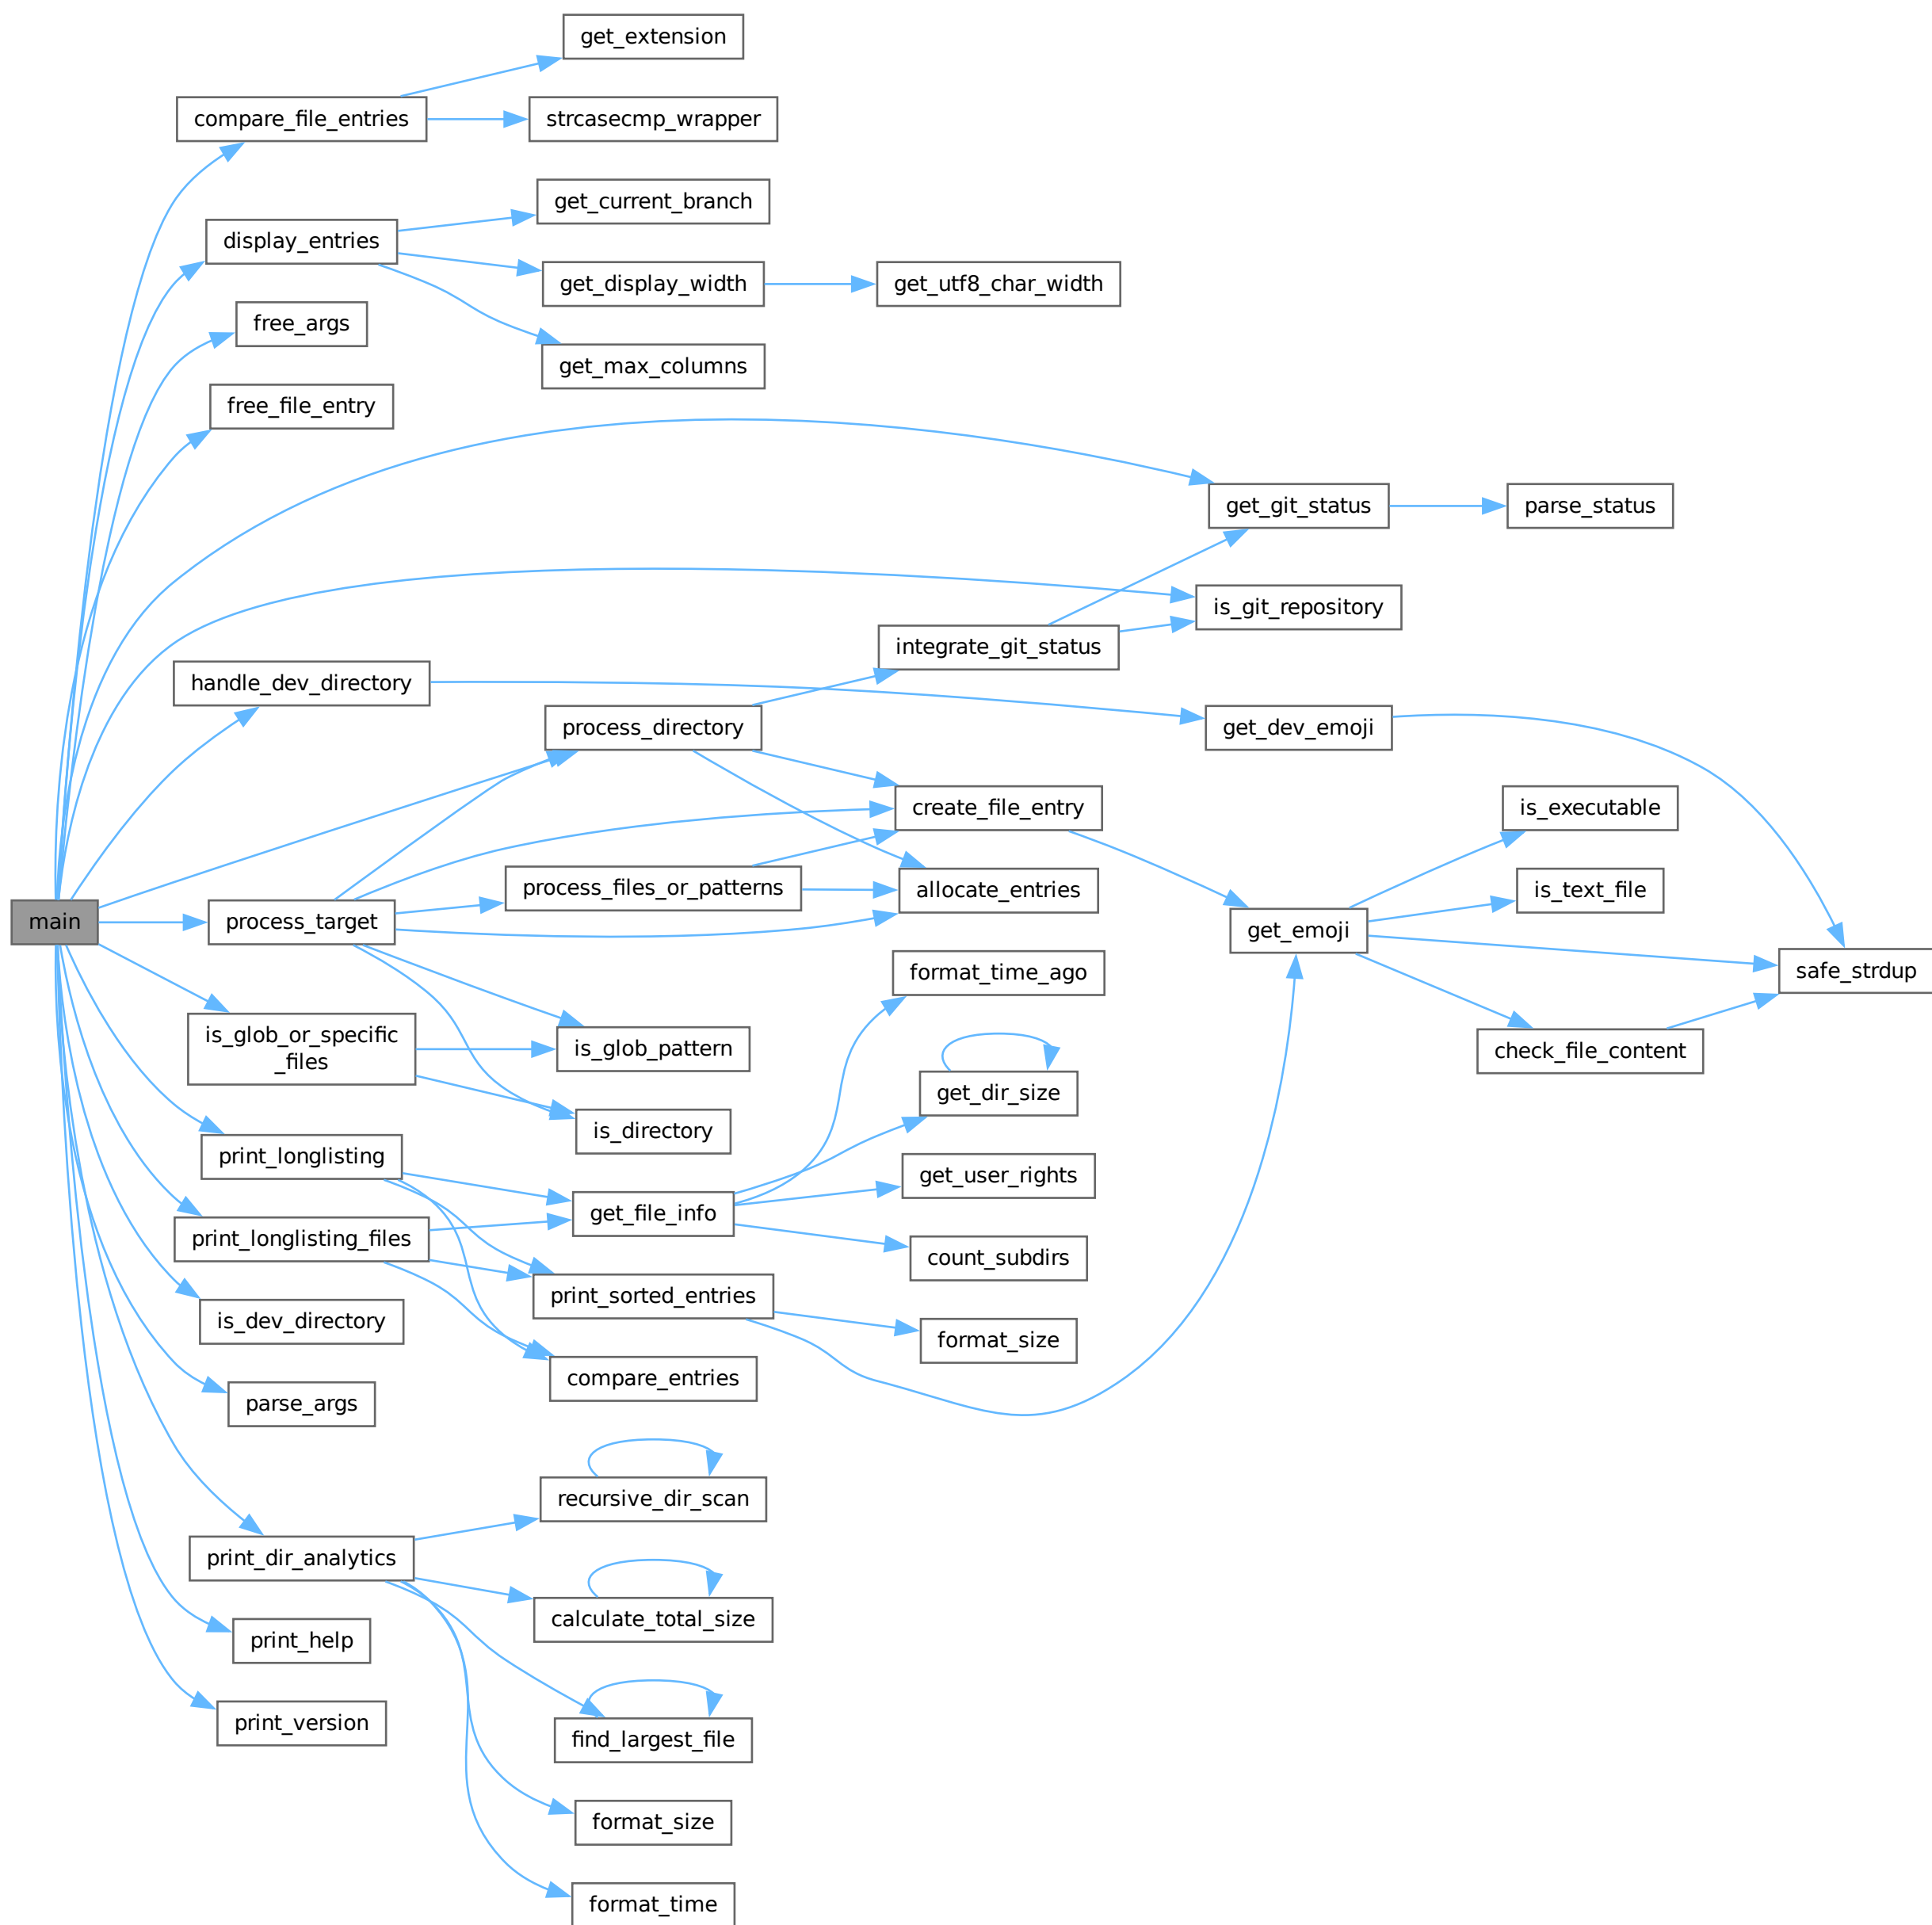 get_extension
compare_file_entries
strcasecmp_wrapper
get_current_branch
display_entries
get_display_width
get_utf8_char_width
free_args
get_max_columns
free_file_entry
get_git_status
parse_status
is_git_repository
integrate_git_status
handle_dev_directory
process_directory
get_dev_emoji
create_file_entry
is_executable
process_files_or_patterns
allocate_entries
is_text_file
main
process_target
get_emoji
format_time_ago
safe_strdup
is_glob_or_specific
_files
is_glob_pattern
check_file_content
get_dir_size
is_directory
print_longlisting
get_user_rights
get_file_info
print_longlisting_files
count_subdirs
print_sorted_entries
is_dev_directory
format_size
compare_entries
parse_args
recursive_dir_scan
print_dir_analytics
calculate_total_size
print_help
print_version
find_largest_file
format_size
format_time